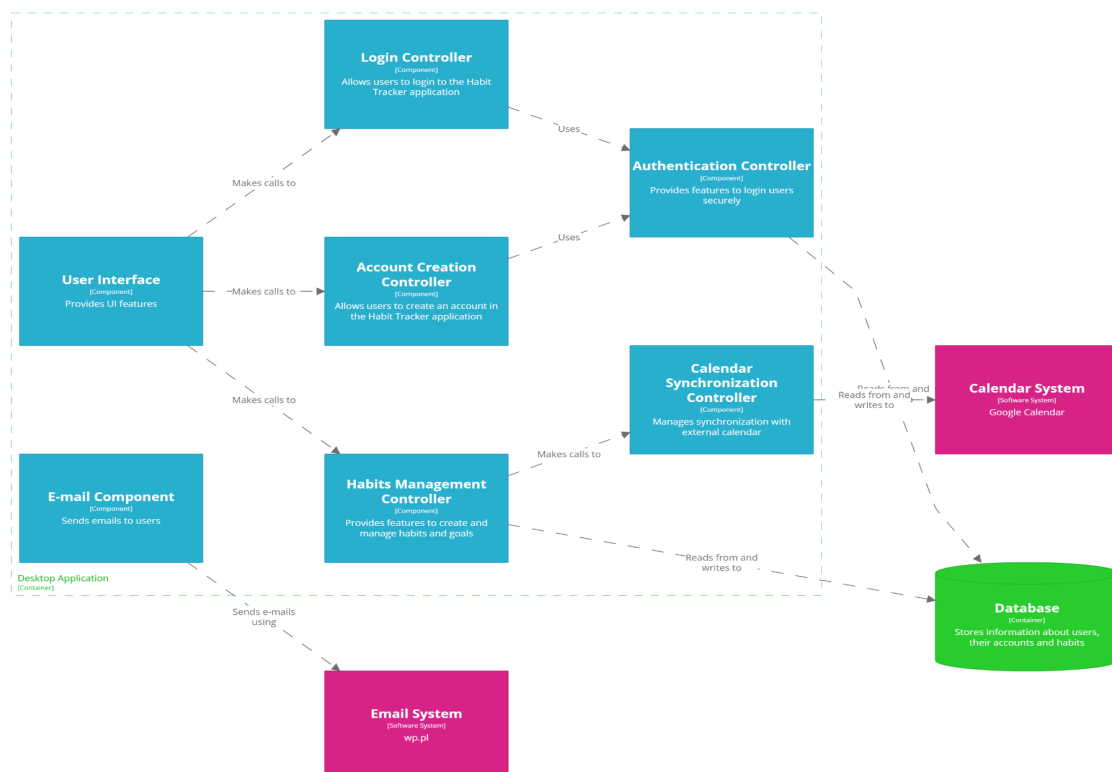 Login Controller
[Component]
Allows users to login to the Habit
Tracker application
Uses
Authentication Controller
[Component]
Provides features to login users
securely
Makes calls to
User Interface
[Component]
Provides UI features
Makes calls to
Account Creation
Controller
[Component]
Allows users to create an account in
the Habit Tracker application
Uses
Makes calls to
Calendar
Synchronization
Controller
[Component]
Manages synchronization with
external calendar
Reads from and
Reads from and
writes to
Calendar System
[Software System]
Google Calendar
E-mail Component
[Component]
Sends emails to users
Habits Management
Controller
[Component]
Provides features to create and
manage habits and goals
Makes calls to
Reads from and
writes to
Desktop Application
[Container]
Database
[Container]
Stores information about users,
their accounts and habits
Sends e-mails
using
Email System
[Software System]
wp.pl